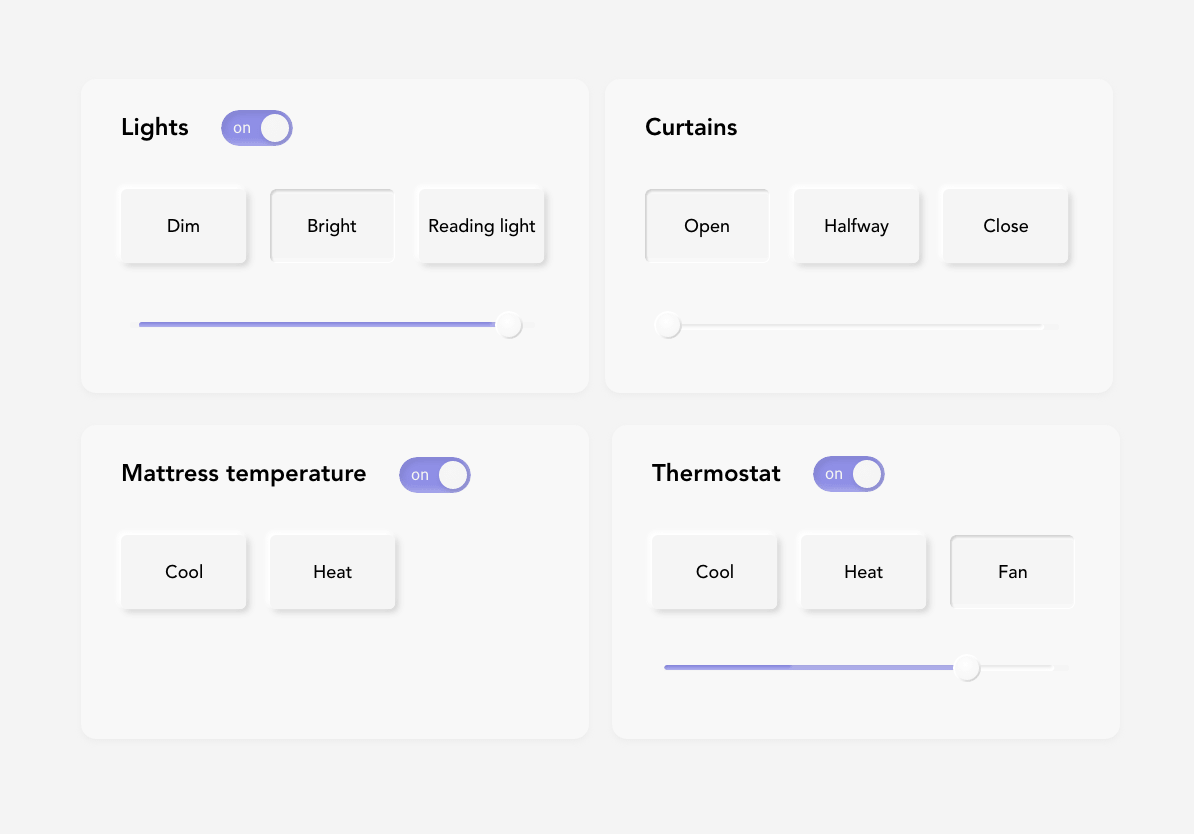 Lights on
Curtains
Dim Bright Reading light
Open Halfway Close
Mattress temperature on
Thermostat on
Cool Heat
Cool Heat Fan